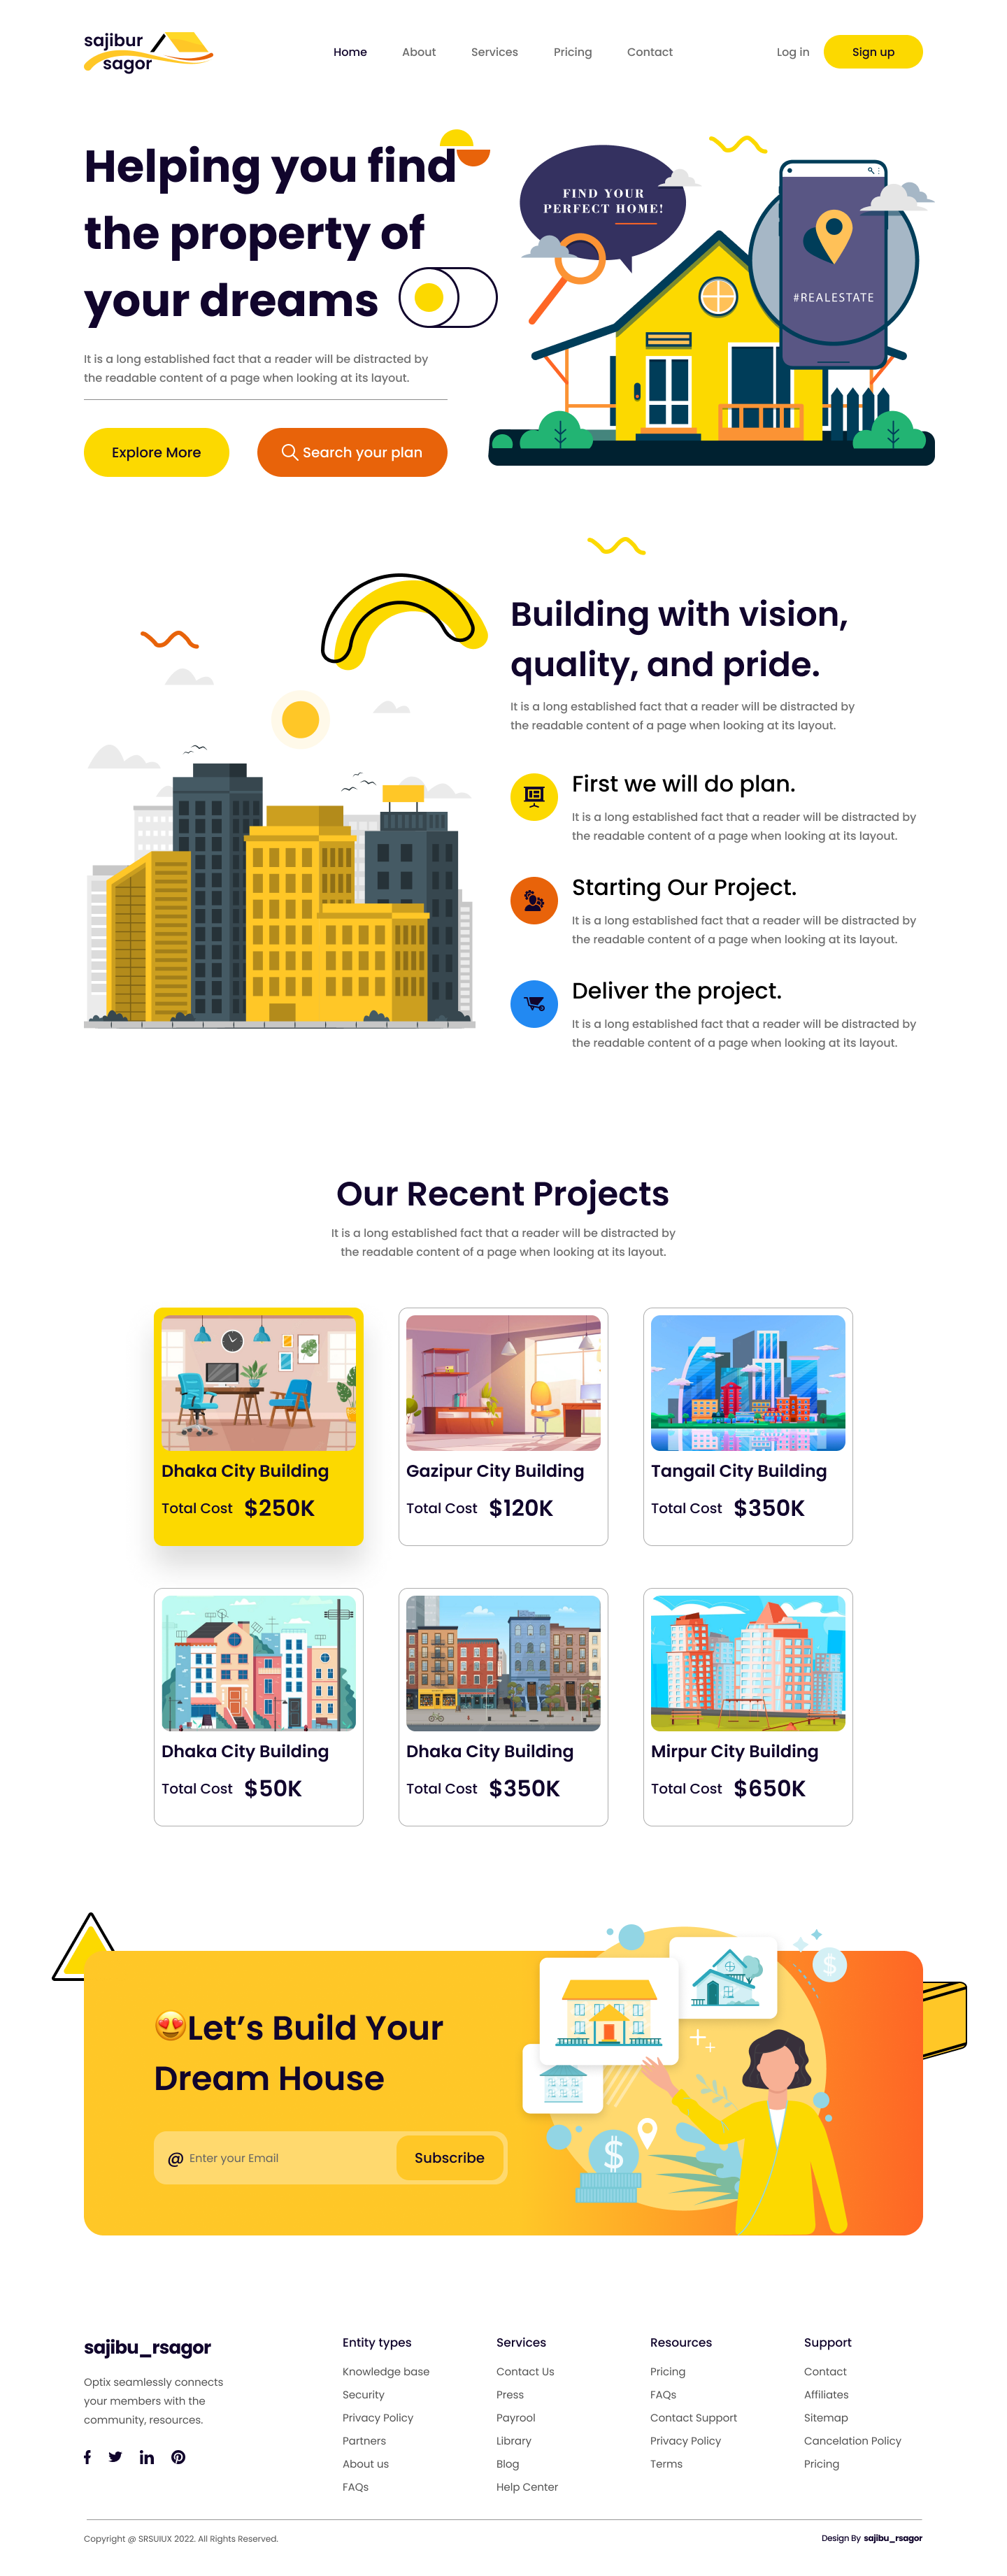 sajibur
sagor
Home
About
Services
Pricing
Contact
Log in
Sign up
Helping you find
the property of
your dreams
It is a long established fact that a reader will be distracted by
the readable content of a page when looking at its layout.
Explore More
Search your plan
FIND YOUR
PERFECT HOME!
#REALESTATE
Building with vision,
quality, and pride.
It is a long established fact that a reader will be distracted by
the readable content of a page when looking at its layout.
First we will do plan.
It is a long established fact that a reader will be distracted by
the readable content of a page when looking at its layout.
Starting Our Project.
It is a long established fact that a reader will be distracted by
the readable content of a page when looking at its layout.
Deliver the project.
It is a long established fact that a reader will be distracted by
the readable content of a page when looking at its layout.
Our Recent Projects
It is a long established fact that a reader will be distracted by
the readable content of a page when looking at its layout.
Dhaka City Building
Total Cost $250K
Gazipur City Building
Total Cost $120K
Tangail City Building
Total Cost $350K
Dhaka City Building
Total Cost $50K
Dhaka City Building
Total Cost $350K
Mirpur City Building
Total Cost $650K
😍Let's Build Your
Dream House
@ Enter your Email
Subscribe
$
$
sajibu_rsagor
Optix seamlessly connects
your members with the
community, resources.
Entity types
Knowledge base
Security
Privacy Policy
Partners
About us
FAQs
Services
Contact Us
Press
Payrool
Library
Blog
Help Center
Resources
Pricing
FAQs
Contact Support
Privacy Policy
Terms
Support
Contact
Affiliates
Sitemap
Cancelation Policy
Pricing
Copyright @ SRSUIUX 2022. All Rights Reserved.
Design By sajibu_rsagor